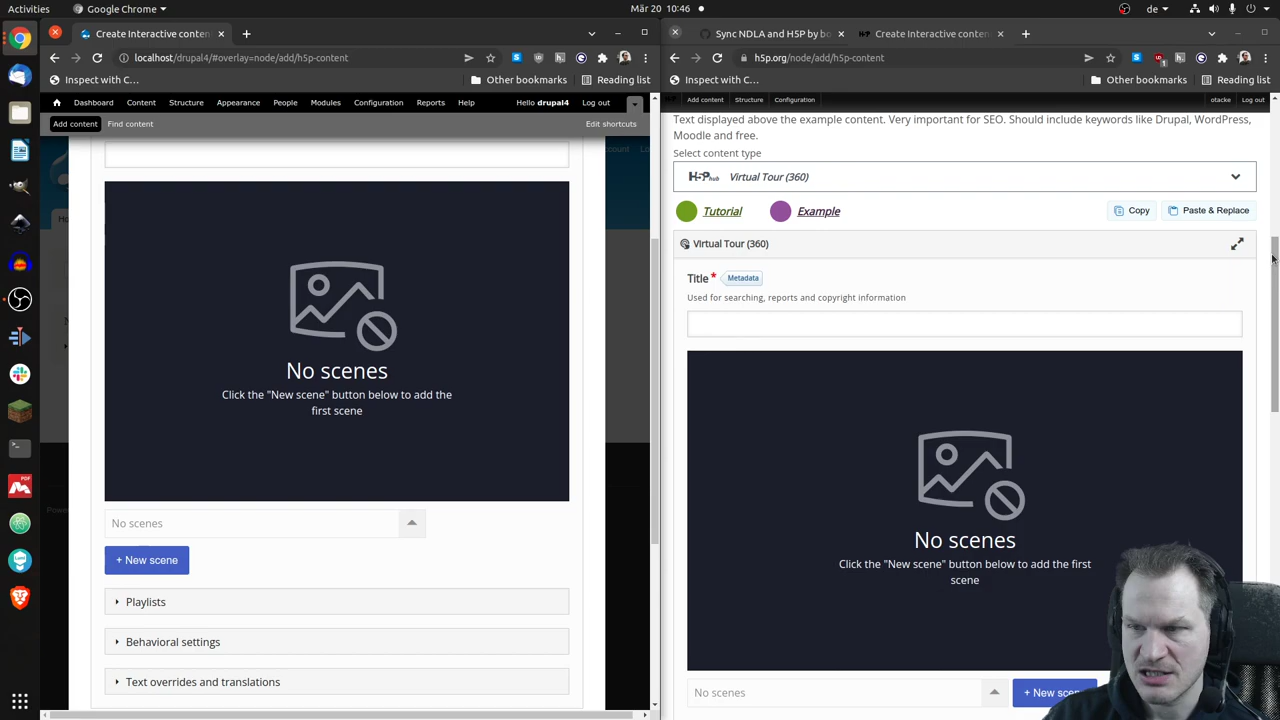 Activities
Google Chrome
Mär 20 10:46
de
Create Interactive conten
localhost/drupal4/#overlay=node/add/h5p-content
Inspect with C…
Other bookmarks
Reading list
Dashboard
Content
Structure
Appearance
People
Modules
Configuration
Reports
Help
Hello drupal4
Log out
Add content
Find content
Edit shortcuts
No scenes
Click the "New scene" button below to add the
first scene
No scenes
+ New scene
Playlists
Behavioral settings
Text overrides and translations
Sync NDLA and H5P by bo
Create Interactive conten
h5p.org/node/add/h5p-content
Inspect with C…
Other bookmarks
Reading list
Add content
Structure
Configuration
otacke
Log out
Text displayed above the example content. Very important for SEO. Should include keywords like Drupal, WordPress,
Moodle and free.
Select content type
H5P hub
Virtual Tour (360)
Tutorial
Example
Copy
Paste & Replace
Virtual Tour (360)
Title *
Metadata
Used for searching, reports and copyright information
No scenes
Click the "New scene" button below to add the first
scene
No scenes
+ New scen